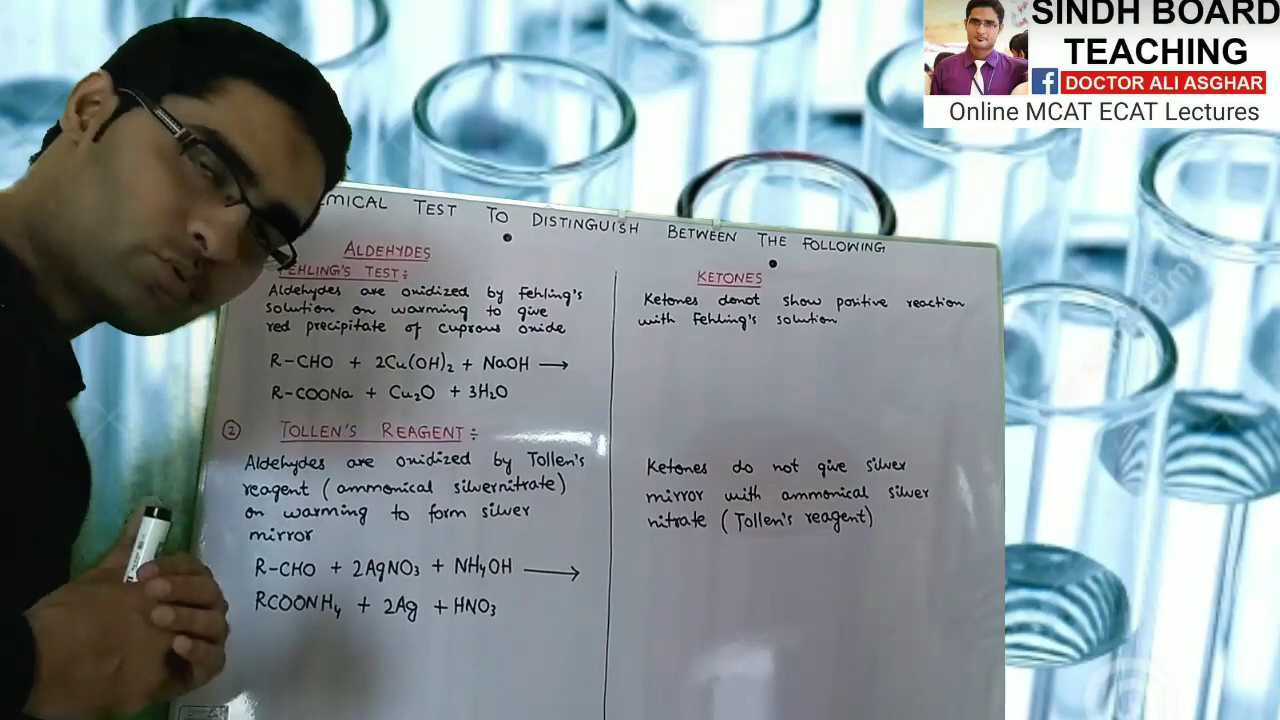 SINDH BOARD
TEACHING
f DOCTOR ALI ASGHAR
Online MCAT ECAT Lectures
EMICAL TEST TO DISTINGUISH BETWEEN THE FOLLOWING
ALDEHYDES
FEHLING'S TEST:
Aldehydes are oxidized by Fehling's
solution on warming to give
red precipitate of cuprous oxide
R-CHO + 2Cu(OH)₂ + NaOH ⟶
R-COONa + Cu₂O + 3H₂O
② TOLLEN'S REAGENT:
Aldehydes are oxidized by Tollen's
reagent (ammonical silvernitrate)
on warming to form silver
mirror
R-CHO + 2AgNO₃ + NH₄OH ⟶
RCOONH₄ + 2Ag + HNO₃
KETONES
Ketones donot show positive reaction
with Fehling's solution
Ketones do not give silver
mirror with ammonical silver
nitrate (Tollen's reagent)